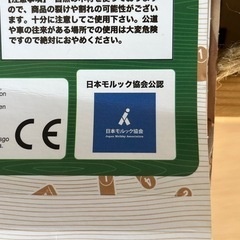 ので、商品の裂けや割れの可能性がござい
ます。十分に注意してご使用下さい。公道
や車の往来がある場所での使用は大変危険
ですので絶対におやめください。
日本モルック協会公認
日本モルック協会
Japan Mölkky Association
CE